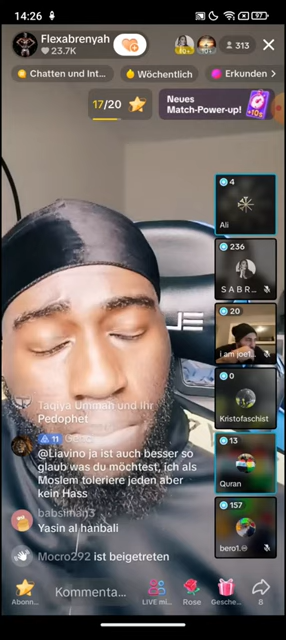 14:26
97
Flexabrenyah
23.7K
313
Chatten und Int...
Wöchentlich
Erkunden
17/20
Neues
Match-Power-up!
4
Ali
236
S A B R...
20
i am joe1...
0
Kristofaschist
13
Quran
157
bero1.
Taqiya Ummah und Ihr
Pedophet
11
@Liavino ja ist auch besser so
glaub was du möchtest, ich als
Moslem toleriere jeden aber
kein Hass
babsiman3
Yasin al hanbali
Mocro292 ist beigetreten
Abonn...
Kommenta...
LIVE mi...
Rose
Gesche...
8